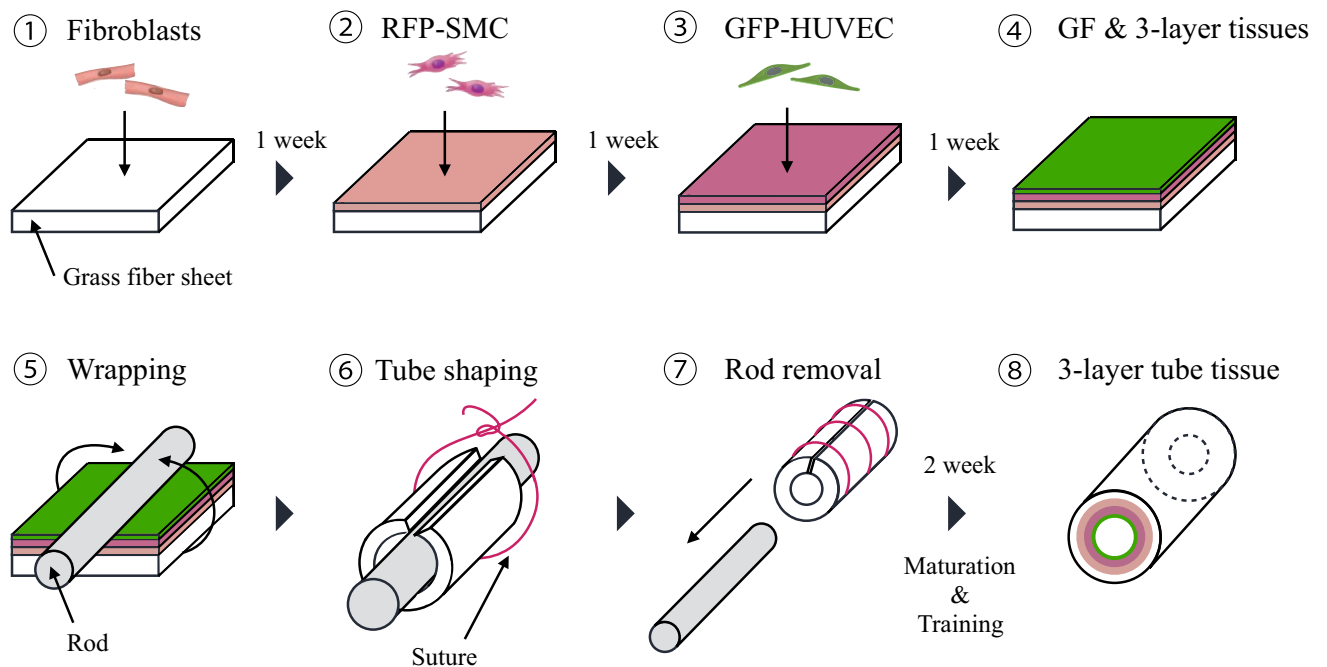 ① Fibroblasts
② RFP-SMC
③ GFP-HUVEC
④ GF & 3-layer tissues
1 week
1 week
1 week
Grass fiber sheet
⑤ Wrapping
⑥ Tube shaping
⑦ Rod removal
⑧ 3-layer tube tissue
2 week
Maturation
&
Training
Rod
Suture